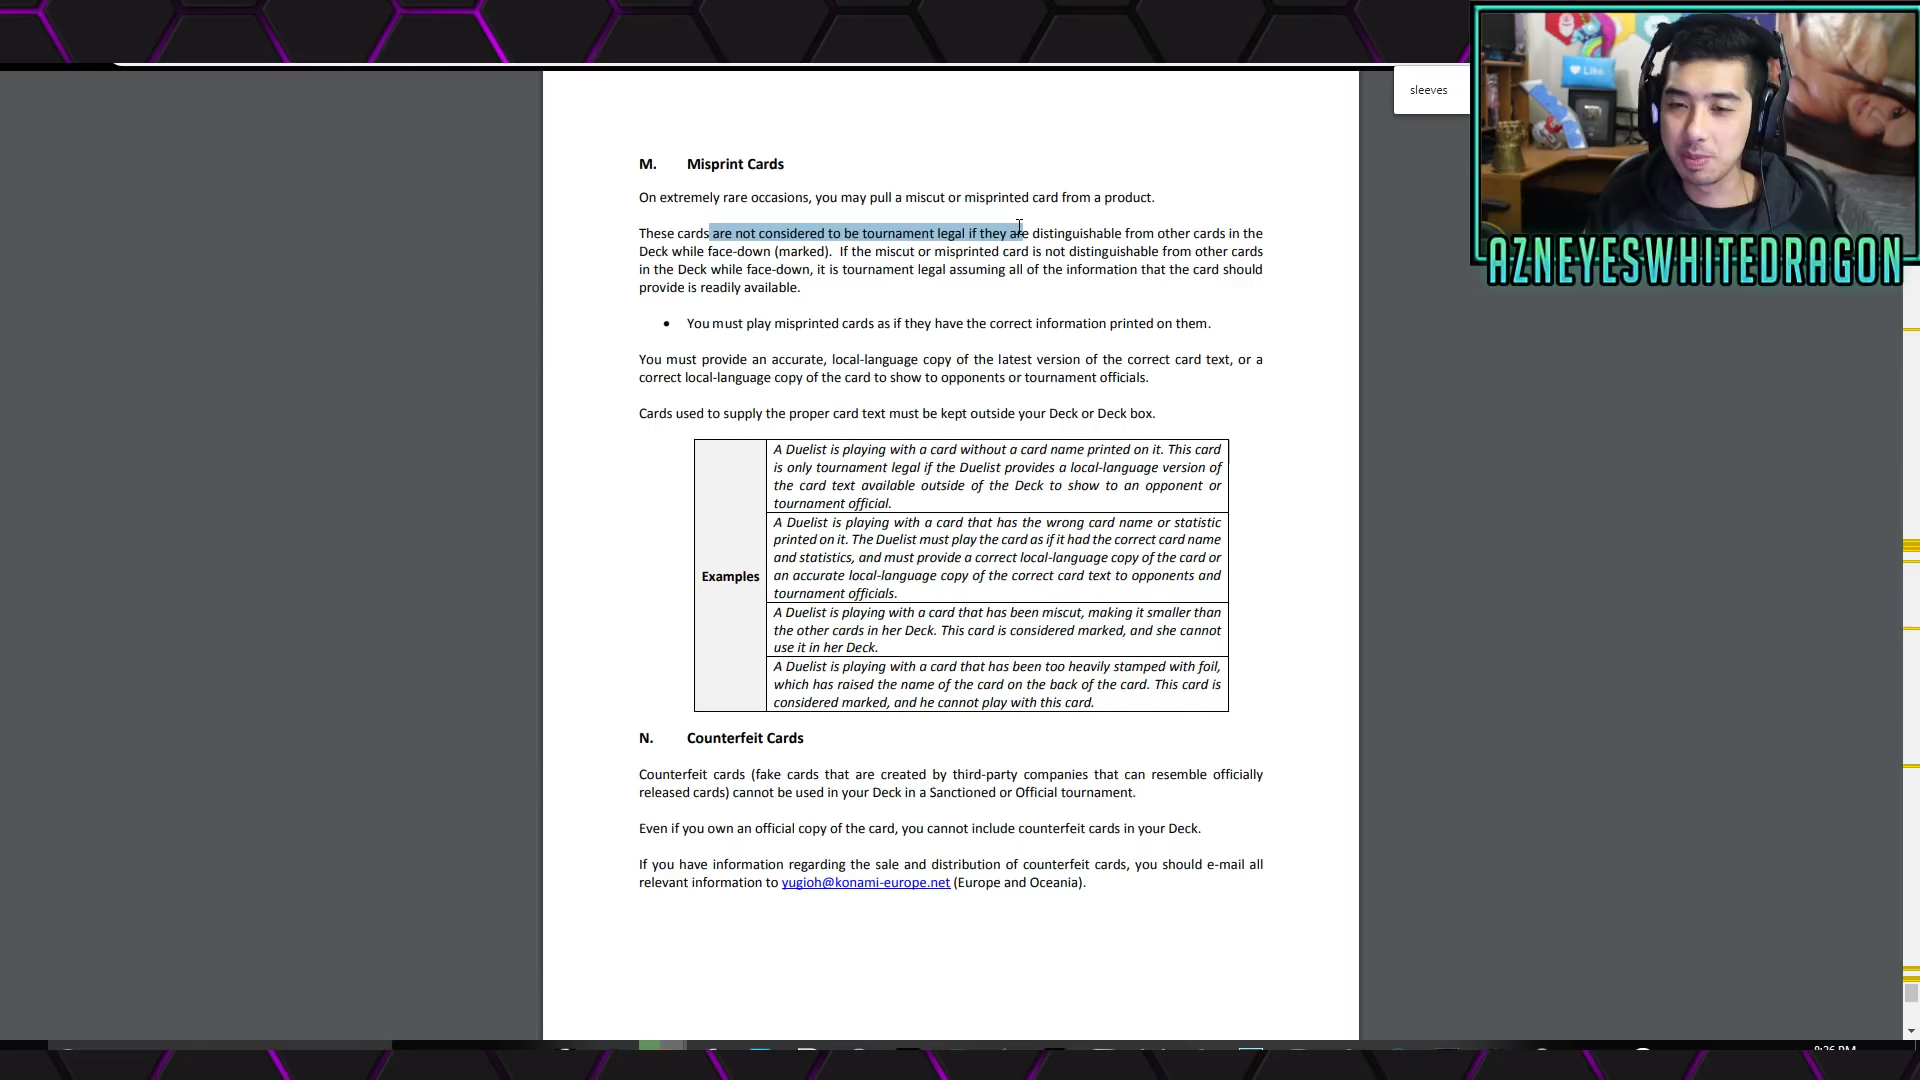 sleeves
Like
AZNEYESWHITEDRAGON
M. Misprint Cards
On extremely rare occasions, you may pull a miscut or misprinted card from a product.
These cards are not considered to be tournament legal if they are distinguishable from other cards in the
Deck while face-down (marked). If the miscut or misprinted card is not distinguishable from other cards
in the Deck while face-down, it is tournament legal assuming all of the information that the card should
provide is readily available.
• You must play misprinted cards as if they have the correct information printed on them.
You must provide an accurate, local-language copy of the latest version of the correct card text, or a
correct local-language copy of the card to show to opponents or tournament officials.
Cards used to supply the proper card text must be kept outside your Deck or Deck box.
Examples
A Duelist is playing with a card without a card name printed on it. This card
is only tournament legal if the Duelist provides a local-language version of
the card text available outside of the Deck to show to an opponent or
tournament official.
A Duelist is playing with a card that has the wrong card name or statistic
printed on it. The Duelist must play the card as if it had the correct card name
and statistics, and must provide a correct local-language copy of the card or
an accurate local-language copy of the correct card text to opponents and
tournament officials.
A Duelist is playing with a card that has been miscut, making it smaller than
the other cards in her Deck. This card is considered marked, and she cannot
use it in her Deck.
A Duelist is playing with a card that has been too heavily stamped with foil,
which has raised the name of the card on the back of the card. This card is
considered marked, and he cannot play with this card.
N. Counterfeit Cards
Counterfeit cards (fake cards that are created by third-party companies that can resemble officially
released cards) cannot be used in your Deck in a Sanctioned or Official tournament.
Even if you own an official copy of the card, you cannot include counterfeit cards in your Deck.
If you have information regarding the sale and distribution of counterfeit cards, you should e-mail all
relevant information to yugioh@konami-europe.net (Europe and Oceania).